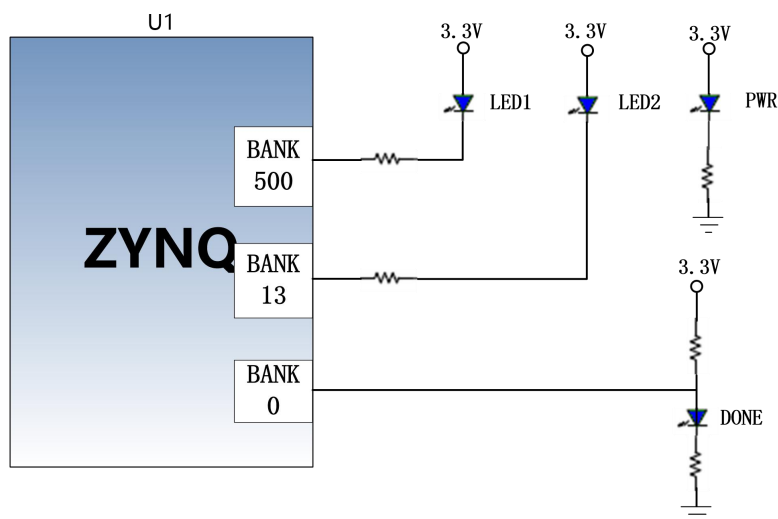 U1
3.3V
3.3V
3.3V
LED1
LED2
PWR
BANK
500
ZYNQ
BANK
13
3.3V
BANK
0
DONE